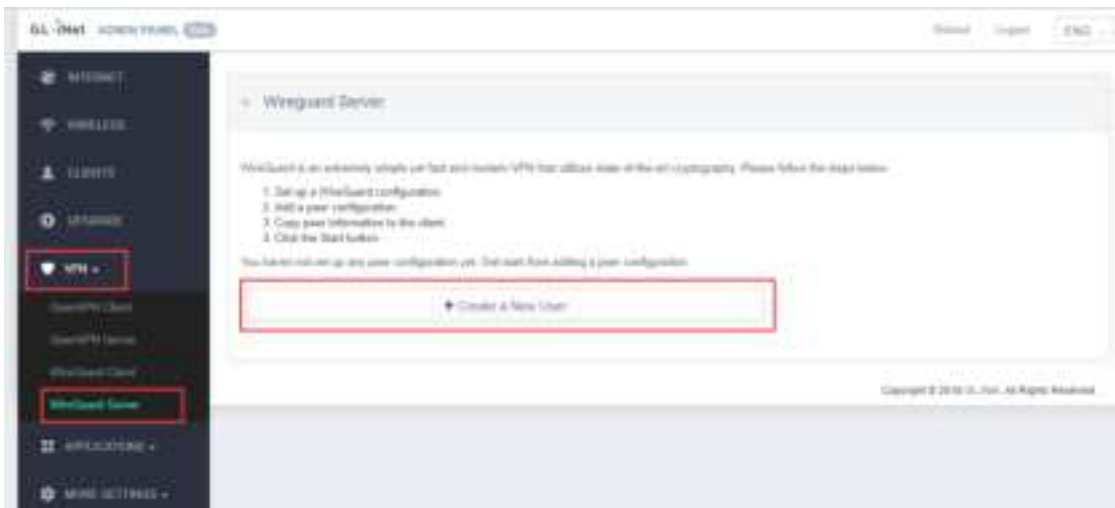 GL·iNet ADMIN PANEL
Reboot Logout ENG
INTERNET
WIRELESS
CLIENTS
UPGRADE
VPN
OpenVPN Client
OpenVPN Server
WireGuard Client
WireGuard Server
APPLICATIONS
MORE SETTINGS
Wireguard Server
WireGuard is an extremely simple yet fast and modern VPN that utilizes state-of-the-art cryptography. Please follow the steps below
1. Set up a WireGuard configuration
2. Add a peer configuration
3. Copy peer information to the client
3. Click the Start button
You haven not set up any peer configuration yet. Get start from adding a peer configuration
+ Create a New User
Copyright © GL.iNet. All Rights Reserved